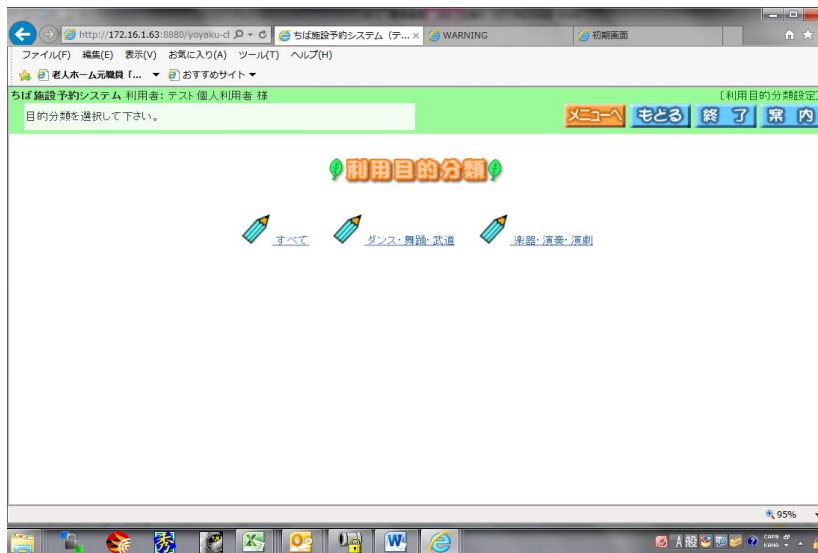 http://172.16.1.63:8880/yoyaku-cl
ちば施設予約システム (テ... ×
WARNING
初期画面
ファイル(F) 編集(E) 表示(V) お気に入り(A) ツール(T) ヘルプ(H)
老人ホーム元職員「... ▼ おすすめサイト ▼
ちば施設予約システム 利用者: テスト個人利用者 様 [利用目的分類設定]
目的分類を選択して下さい。
メニューへ もどる 終了 案内
利用目的分類
すべて ダンス・舞踊・武道 楽器・演奏・演劇
95%
A 般 CAPS KANA